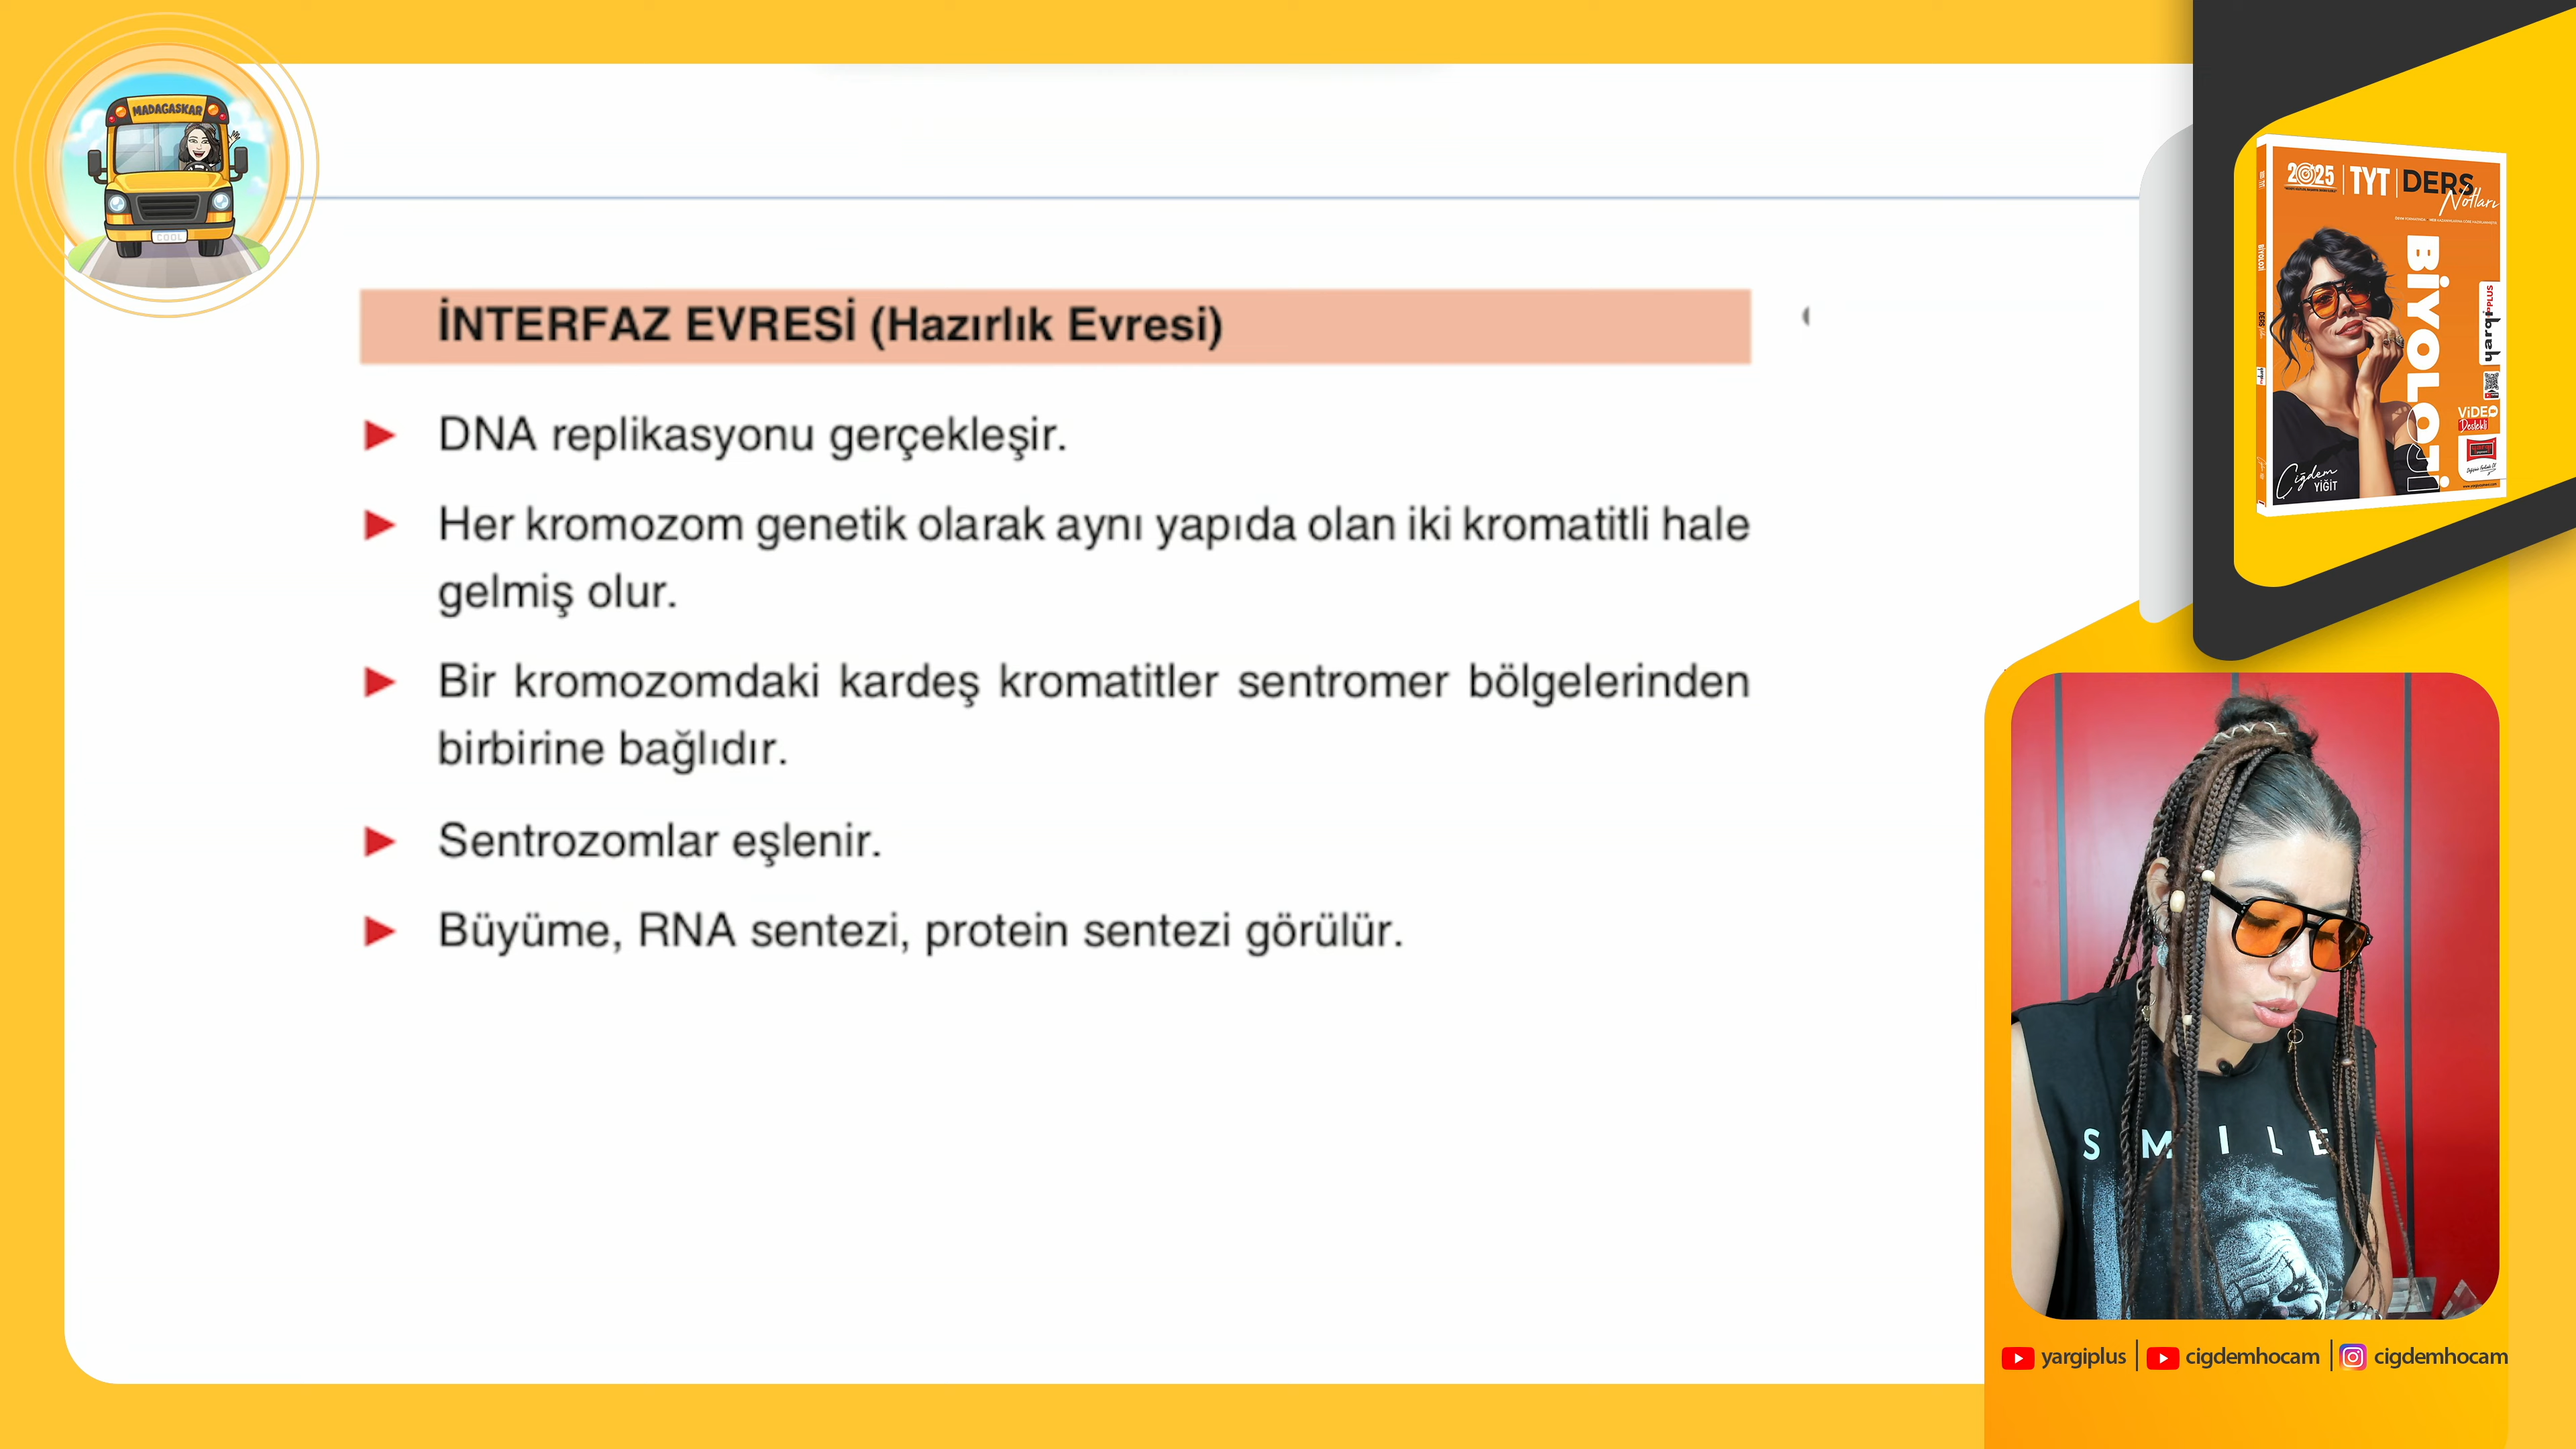 MADAGASKAR
COOL
İNTERFAZ EVRESİ (Hazırlık Evresi)
DNA replikasyonu gerçekleşir.
Her kromozom genetik olarak aynı yapıda olan iki kromatitli hale
gelmiş olur.
Bir kromozomdaki kardeş kromatitler sentromer bölgelerinden
birbirine bağlıdır.
Sentrozomlar eşlenir.
Büyüme, RNA sentezi, protein sentezi görülür.
2025 TYT DERS
Notları
BİYOLOJİ
yargı PLUS
VİDEO
Destekli
Çiğdem
YİĞİT
SMILE
yargiplus cigdemhocam cigdemhocam